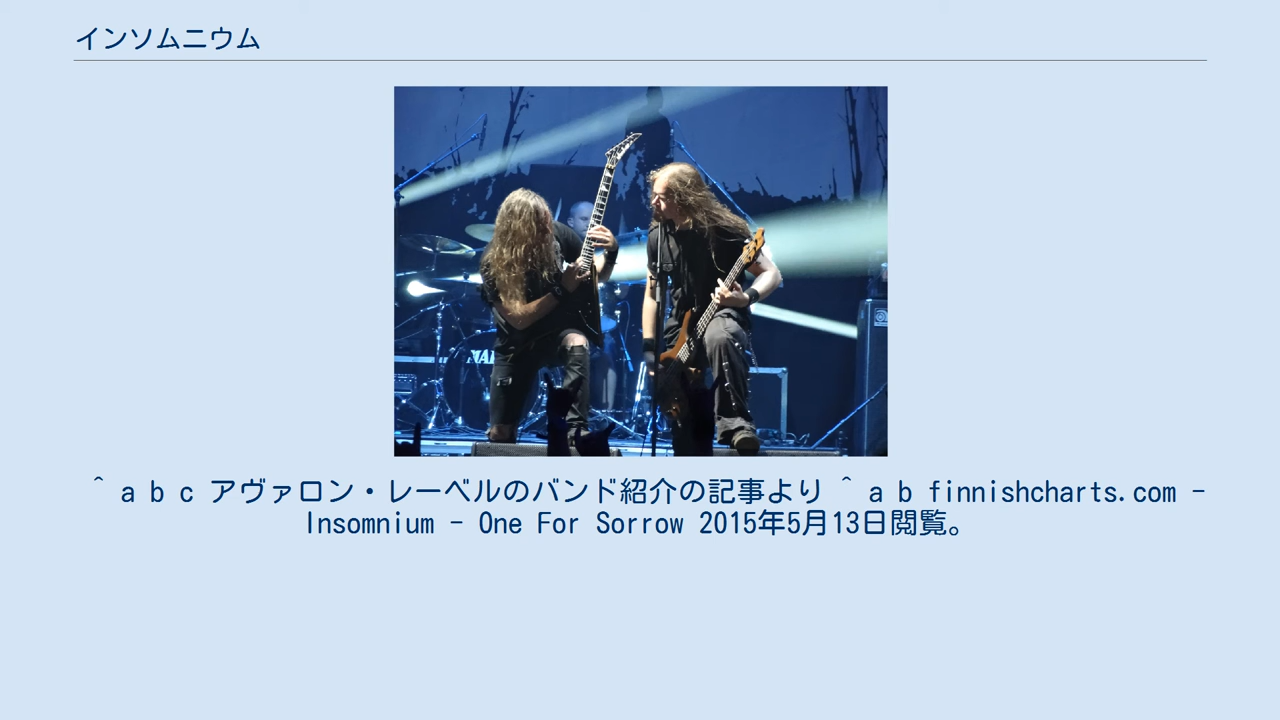 インソムニウム
^ a b c アヴァロン・レーベルのバンド紹介の記事より ^ a b finnishcharts.com -
Insomnium - One For Sorrow 2015年5月13日閲覧。